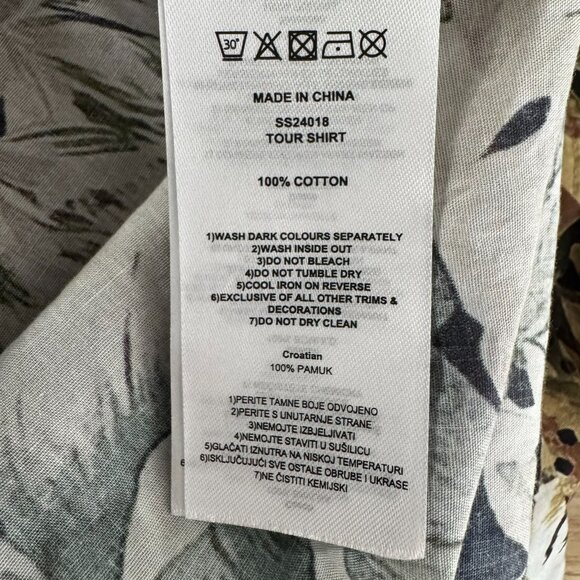 30°
MADE IN CHINA
SS24018
TOUR SHIRT
100% COTTON
1)WASH DARK COLOURS SEPARATELY
2)WASH INSIDE OUT
3)DO NOT BLEACH
4)DO NOT TUMBLE DRY
5)COOL IRON ON REVERSE
6)EXCLUSIVE OF ALL OTHER TRIMS &
DECORATIONS
7)DO NOT DRY CLEAN
Croatian
100% PAMUK
1)PERITE TAMNE BOJE ODVOJENO
2)PERITE S UNUTARNJE STRANE
3)NEMOJTE IZBJELJIVATI
4)NEMOJTE STAVITI U SUŠILICU
5)GLAČATI IZNUTRA NA NISKOJ TEMPERATURI
6)ISKLJUČUJUĆI SVE OSTALE OBRUBE I UKRASE
7)NE ČISTITI KEMIJSKI